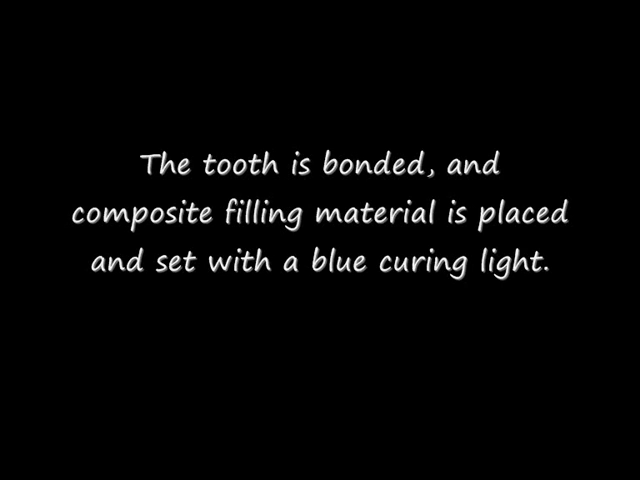 The tooth is bonded, and
composite filling material is placed
and set with a blue curing light.